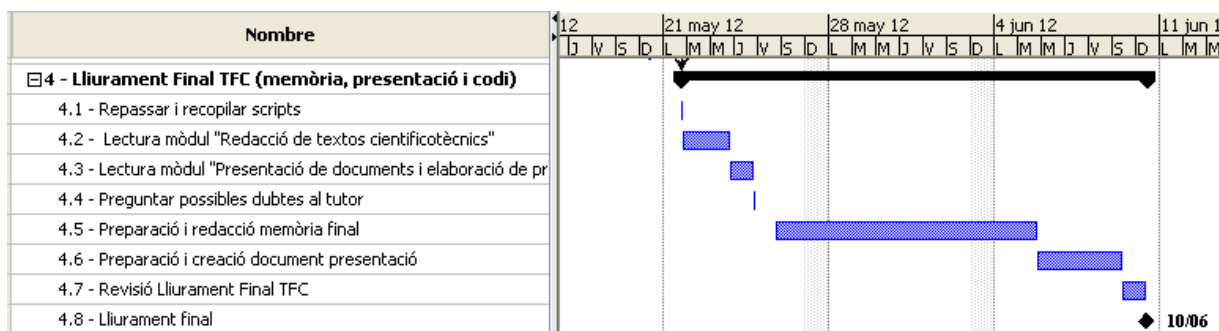 Nombre
12 21 may 12 28 may 12 4 jun 12 11 jun 1
J V S D L M M J V S D L M M J V S D L M M J V S D L M M
4 - Lliurament Final TFC (memòria, presentació i codi)
4.1 - Repassar i recopilar scripts
4.2 - Lectura mòdul "Redacció de textos cientificotècnics"
4.3 - Lectura mòdul "Presentació de documents i elaboració de pr
4.4 - Preguntar possibles dubtes al tutor
4.5 - Preparació i redacció memòria final
4.6 - Preparació i creació document presentació
4.7 - Revisió Lliurament Final TFC
4.8 - Lliurament final 10/06